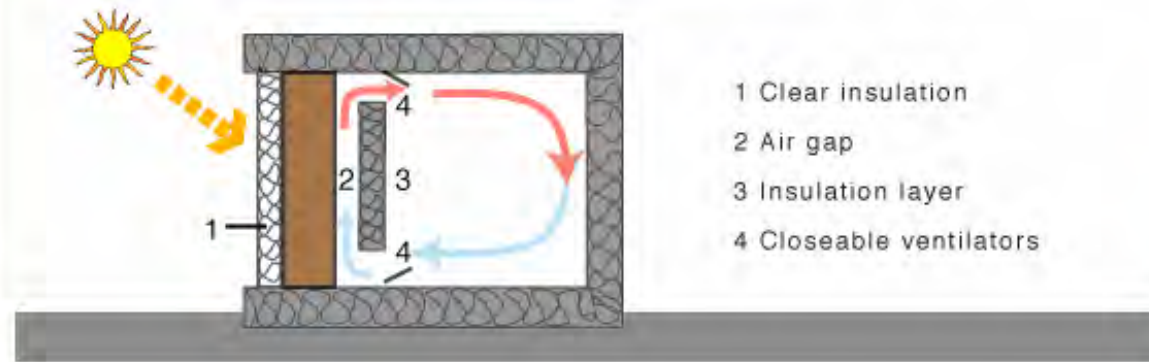 1 Clear insulation
2 Air gap
3 Insulation layer
4 Closeable ventilators
4
2 3
1
4